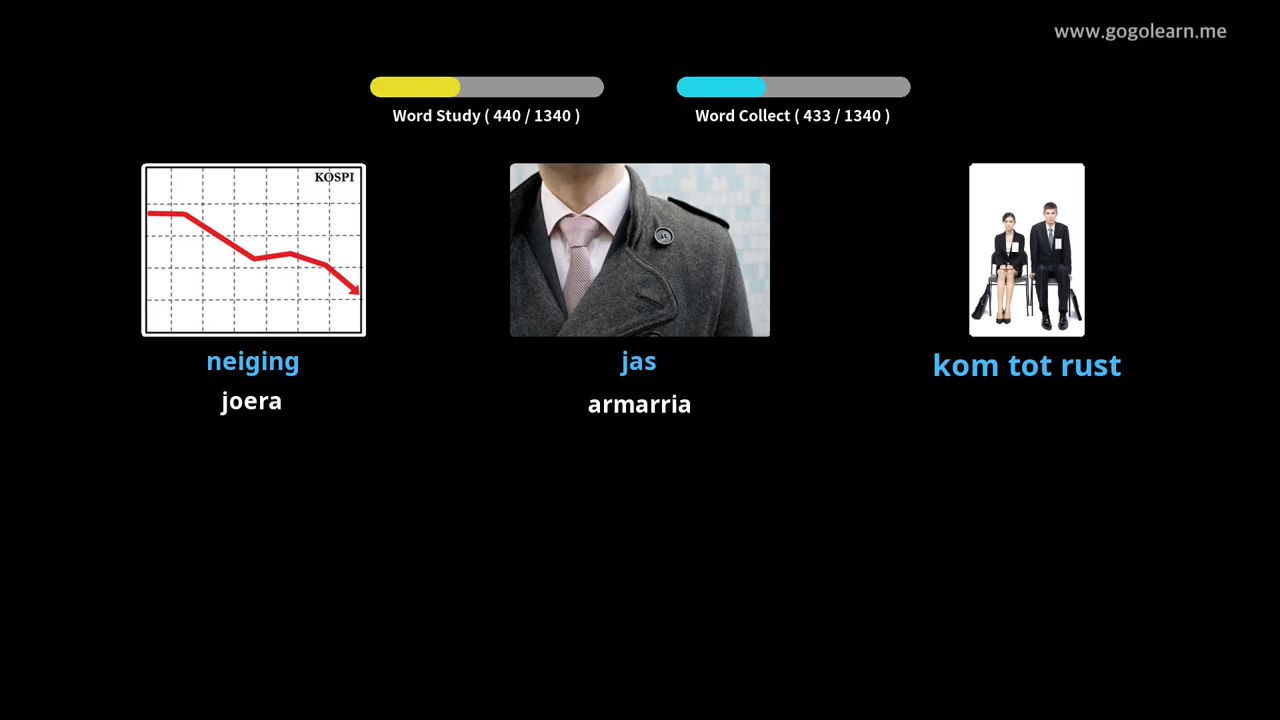 www.gogolearn.me
Word Study ( 440 / 1340 )
Word Collect ( 433 / 1340 )
KOSPI
neiging
joera
jas
armarria
kom tot rust